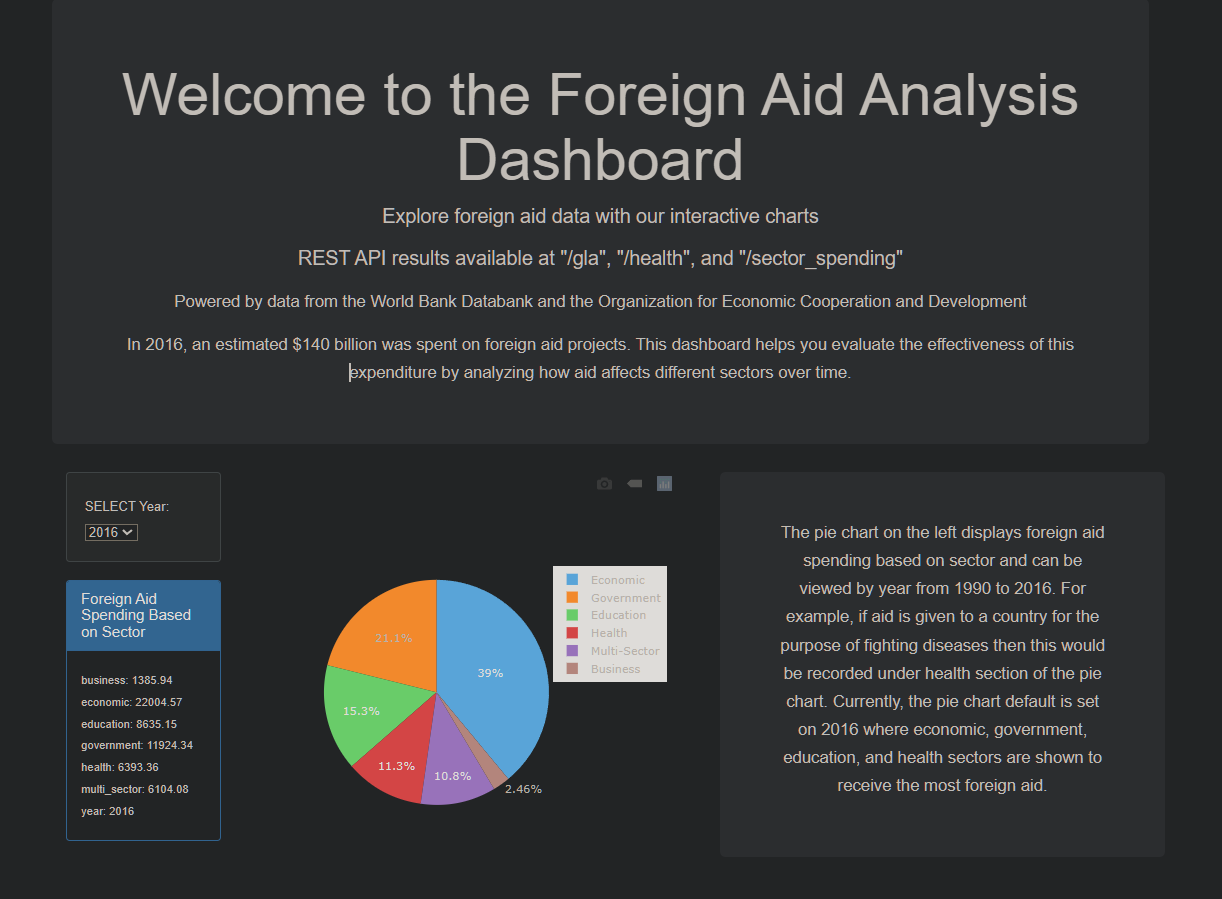 Welcome to the Foreign Aid Analysis
Dashboard
Explore foreign aid data with our interactive charts
REST API results available at "/gla", "/health", and "/sector_spending"
Powered by data from the World Bank Databank and the Organization for Economic Cooperation and Development
In 2016, an estimated $140 billion was spent on foreign aid projects. This dashboard helps you evaluate the effectiveness of this
expenditure by analyzing how aid affects different sectors over time.
SELECT Year:
2016
Foreign Aid
Spending Based
on Sector
business: 1385.94
economic: 22004.57
education: 8635.15
government: 11924.34
health: 6393.36
multi_sector: 6104.08
year: 2016
39%
2.46%
10.8%
11.3%
15.3%
21.1%
Economic
Government
Education
Health
Multi-Sector
Business
The pie chart on the left displays foreign aid
spending based on sector and can be
viewed by year from 1990 to 2016. For
example, if aid is given to a country for the
purpose of fighting diseases then this would
be recorded under health section of the pie
chart. Currently, the pie chart default is set
on 2016 where economic, government,
education, and health sectors are shown to
receive the most foreign aid.